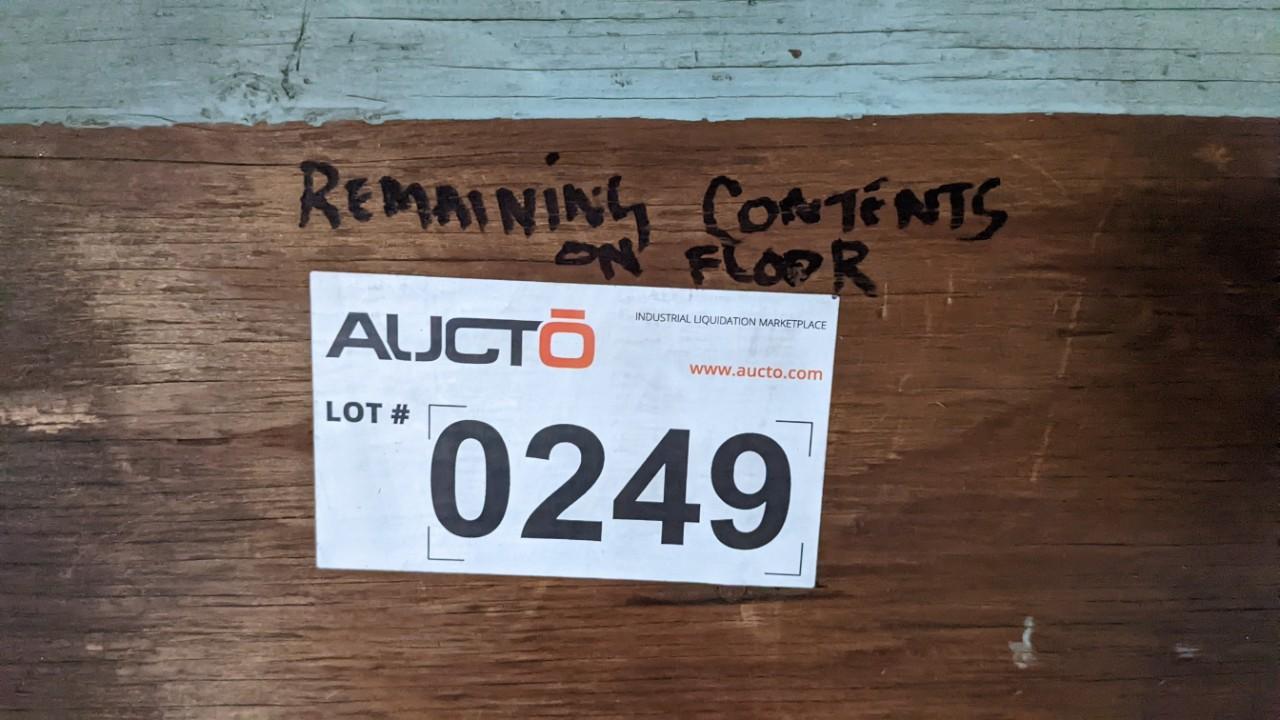 REMAINING CONTENTS
ON FLOOR
AUCTŌ
INDUSTRIAL LIQUIDATION MARKETPLACE
www.aucto.com
LOT #
0249